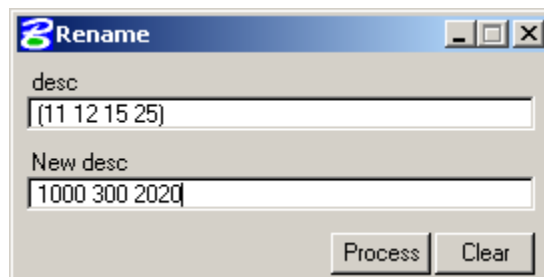 Rename
desc
(11 12 15 25)
New desc
1000 300 2020
Process Clear